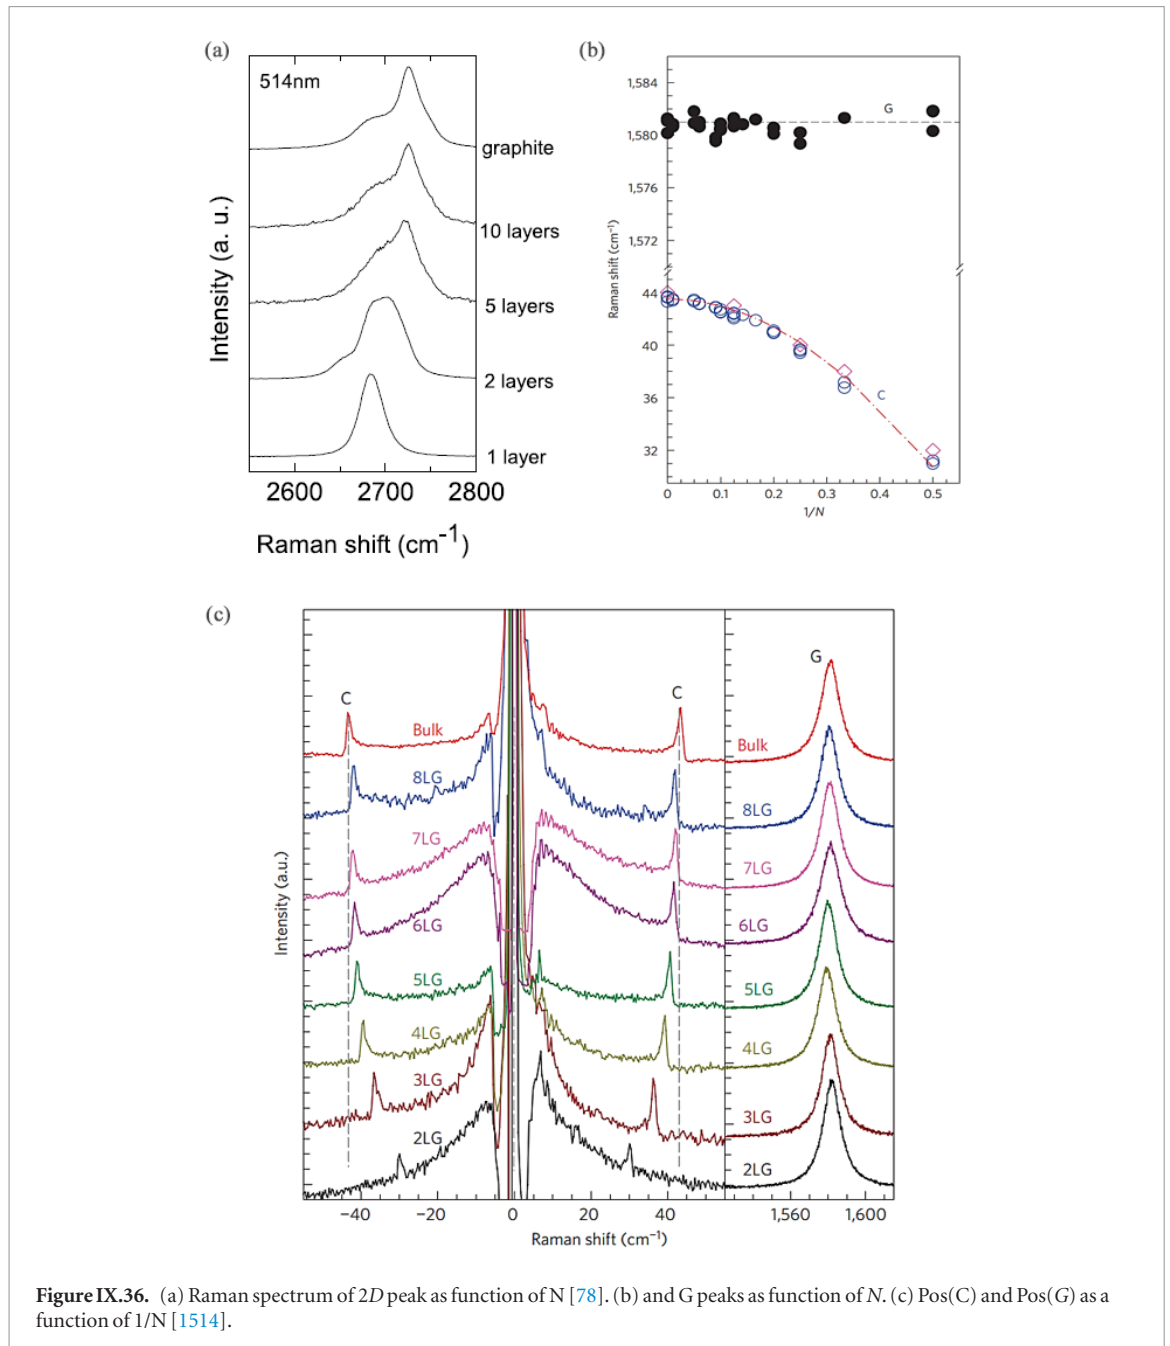 (a)
514nm
graphite
10 layers
5 layers
2 layers
1 layer
Intensity (a. u.)
2600 2700 2800
Raman shift (cm⁻¹)
(b)
1,584
1,580
1,576
1,572
44
40
36
32
G
C
Raman shift (cm⁻¹)
0 0.1 0.2 0.3 0.4 0.5
1/N
(c)
C C G
Bulk Bulk
8LG 8LG
7LG 7LG
6LG 6LG
5LG 5LG
4LG 4LG
3LG 3LG
2LG 2LG
Intensity (a.u.)
−40 −20 0 20 40 1,560 1,600
Raman shift (cm⁻¹)
Figure IX.36. (a) Raman spectrum of 2D peak as function of N [78]. (b) and G peaks as function of N. (c) Pos(C) and Pos(G) as a
function of 1/N [1514].